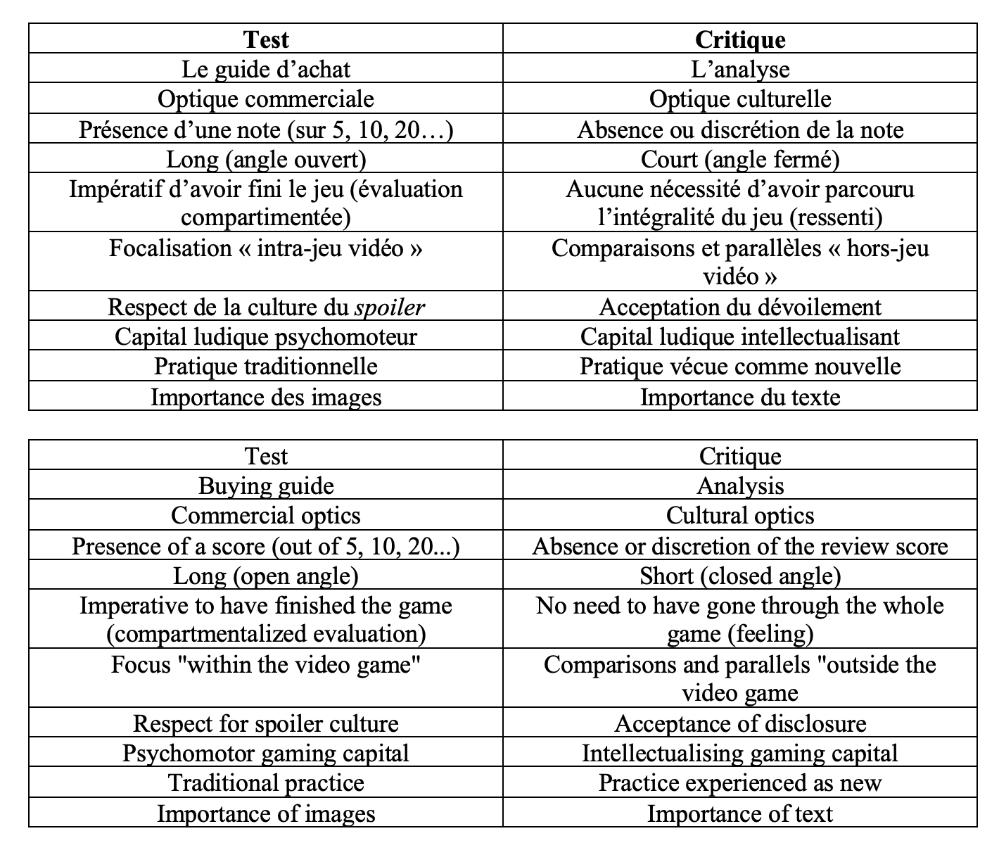 Test Critique
Le guide d’achat L’analyse
Optique commerciale Optique culturelle
Présence d’une note (sur 5, 10, 20…) Absence ou discrétion de la note
Long (angle ouvert) Court (angle fermé)
Impératif d’avoir fini le jeu (évaluation
compartimentée)
Aucune nécessité d’avoir parcouru
l’intégralité du jeu (ressenti)
Focalisation « intra-jeu vidéo »
Comparaisons et parallèles « hors-jeu
vidéo »
Respect de la culture du spoiler Acceptation du dévoilement
Capital ludique psychomoteur Capital ludique intellectualisant
Pratique traditionnelle Pratique vécue comme nouvelle
Importance des images Importance du texte
Test Critique
Buying guide Analysis
Commercial optics Cultural optics
Presence of a score (out of 5, 10, 20...) Absence or discretion of the review score
Long (open angle) Short (closed angle)
Imperative to have finished the game
(compartmentalized evaluation)
No need to have gone through the whole
game (feeling)
Focus "within the video game"
Comparisons and parallels "outside the
video game
Respect for spoiler culture Acceptance of disclosure
Psychomotor gaming capital Intellectualising gaming capital
Traditional practice Practice experienced as new
Importance of images Importance of text